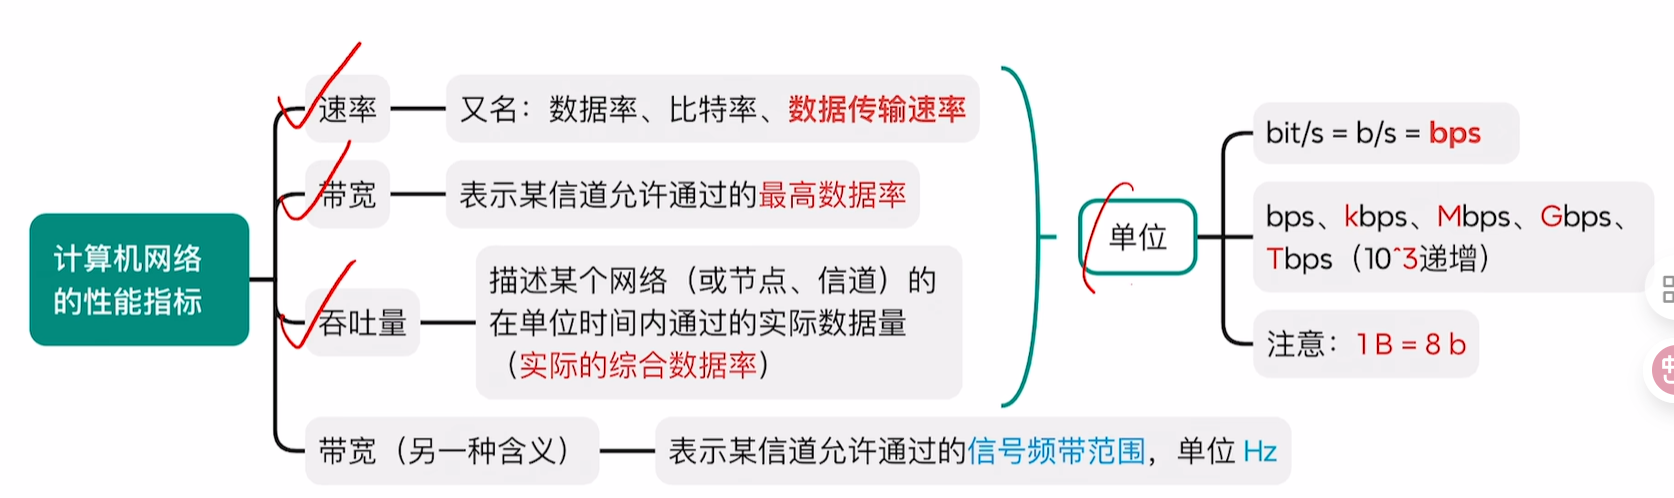 计算机网络
的性能指标
速率
又名：数据率、比特率、数据传输速率
带宽
表示某信道允许通过的最高数据率
吞吐量
描述某个网络（或节点、信道）的
在单位时间内通过的实际数据量
（实际的综合数据率）
带宽（另一种含义）
表示某信道允许通过的信号频带范围，单位 Hz
单位
bit/s = b/s = bps
bps、kbps、Mbps、Gbps、
Tbps（10^3递增）
注意：1 B = 8 b